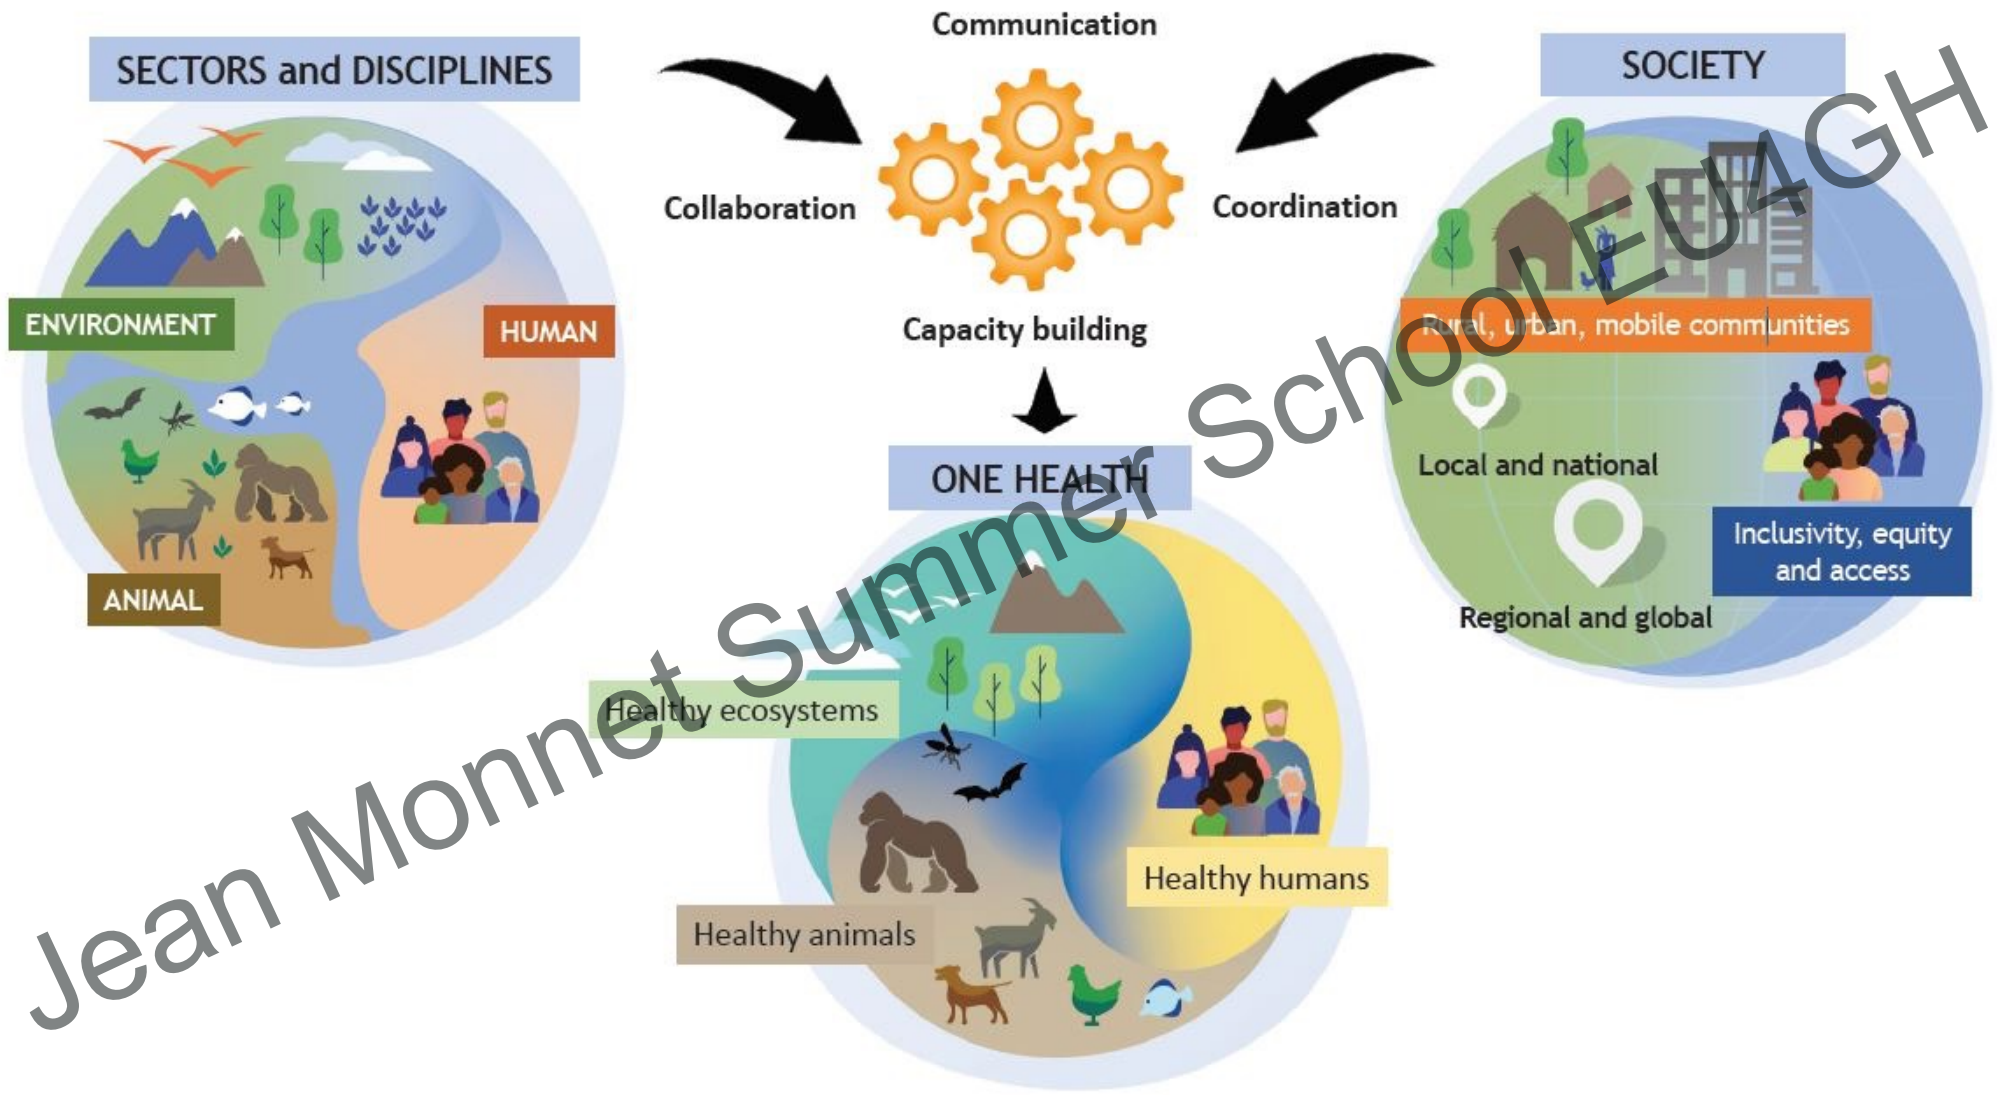 SECTORS and DISCIPLINES
ENVIRONMENT
HUMAN
ANIMAL
Communication
Collaboration
Coordination
Capacity building
SOCIETY
Rural, urban, mobile communities
Local and national
Regional and global
Inclusivity, equity
and access
ONE HEALTH
Healthy ecosystems
Healthy humans
Healthy animals
Jean Monnet Summer School EU4GH